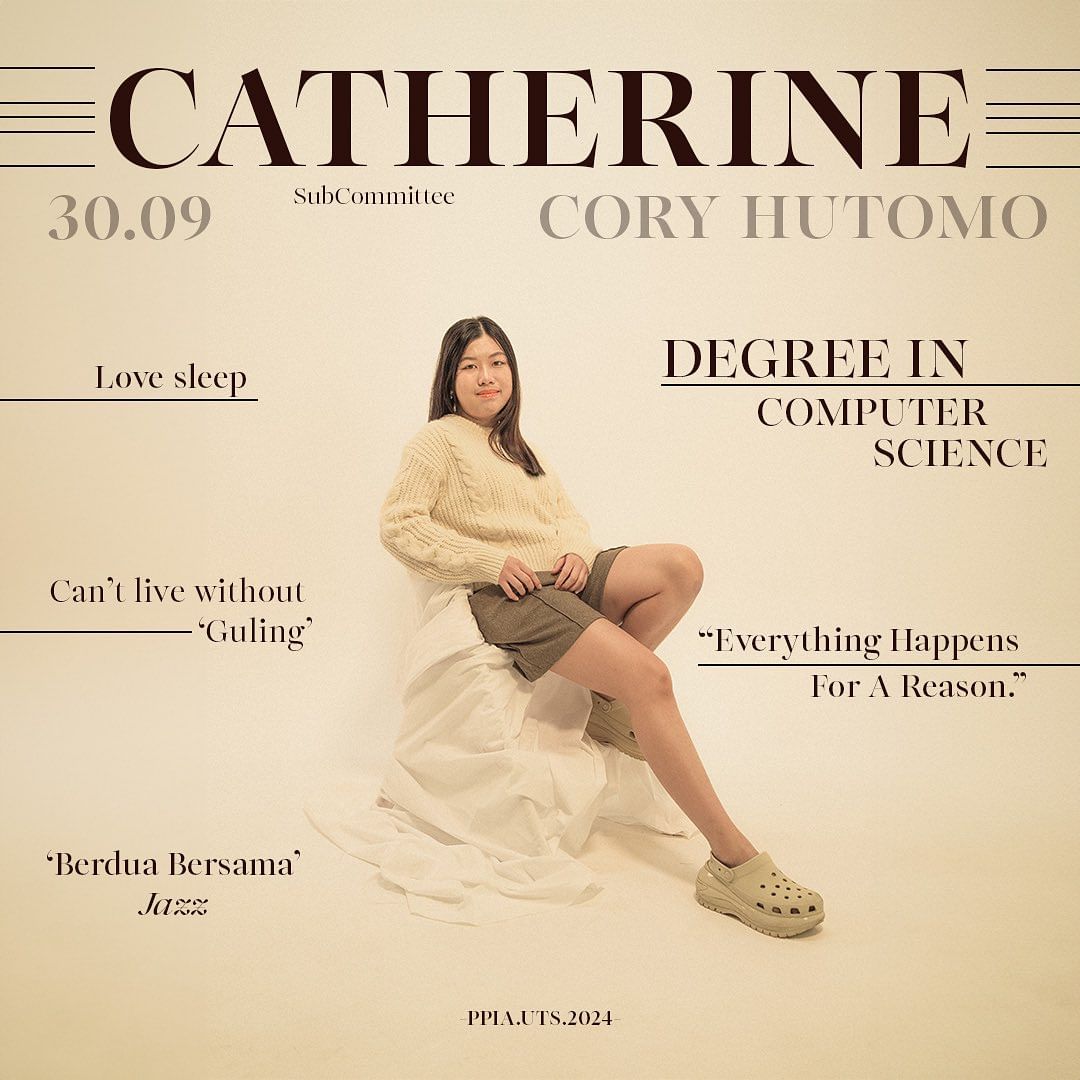 CATHERINE
30.09
SubCommittee
CORY HUTOMO
Love sleep
DEGREE IN
COMPUTER
SCIENCE
Can’t live without
‘Guling’
“Everything Happens
For A Reason.”
‘Berdua Bersama’
Jazz
-PPIA.UTS.2024-